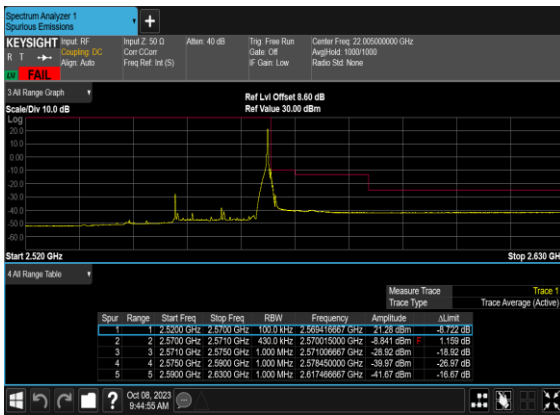 Spectrum Analyzer 1
Spurious Emissions
+
KEYSIGHT Input: RF Input Z: 50 Ω Atten: 40 dB Trig: Free Run Center Freq: 22.005000000 GHz
R T Coupling: DC Corr CCorr Gate: Off Avg|Hold: 1000/1000
Align: Auto Freq Ref: Int (S) IF Gain: Low Radio Std: None
LV FAIL
3 All Range Graph
Ref Lvl Offset 8.60 dB
Scale/Div 10.0 dB Ref Value 30.00 dBm
Log
20.0
10.0
0.00
-10.0
-20.0
-30.0
-40.0
-50.0
-60.0
Start 2.520 GHz Stop 2.630 GH
4 All Range Table
Measure Trace Trace 1
Trace Type Trace Average (Active)
Spur Range Start Freq Stop Freq RBW Frequency Amplitude ΔLimit
1 1 2.5200 GHz 2.5700 GHz 100.0 kHz 2.569416667 GHz 21.28 dBm -8.722 dB
2 2 2.5700 GHz 2.5710 GHz 430.0 kHz 2.570015000 GHz -8.841 dBm F 1.159 dB
3 3 2.5710 GHz 2.5750 GHz 1.000 MHz 2.571006667 GHz -28.92 dBm -18.92 dB
4 4 2.5750 GHz 2.5900 GHz 1.000 MHz 2.578450000 GHz -39.97 dBm -26.97 dB
5 5 2.5900 GHz 2.6300 GHz 1.000 MHz 2.617466667 GHz -41.67 dBm -16.67 dB
? Oct 08, 2023
9:44:55 AM